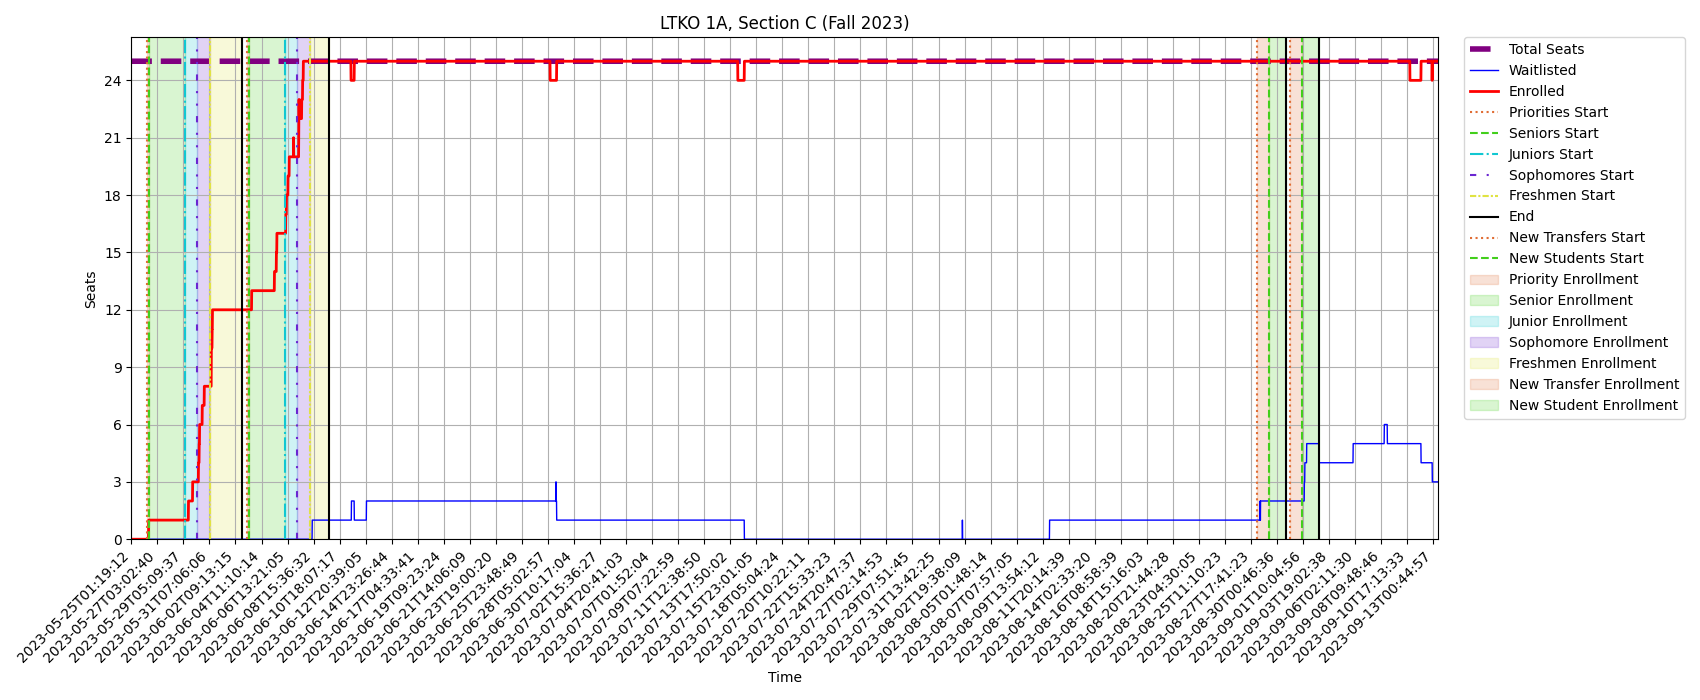 LTKO 1A, Section C (Fall 2023)
Seats
24
21
18
15
12
9
6
3
0
2023-05-25T01:19:12
2023-05-27T03:02:40
2023-05-29T05:09:37
2023-05-31T07:06:06
2023-06-02T09:13:15
2023-06-04T11:10:14
2023-06-06T13:21:05
2023-06-08T15:36:32
2023-06-10T18:07:17
2023-06-12T20:39:05
2023-06-14T23:26:44
2023-06-17T04:33:41
2023-06-19T09:23:24
2023-06-21T14:06:09
2023-06-23T19:00:20
2023-06-25T23:48:49
2023-06-28T05:02:57
2023-06-30T10:17:04
2023-07-02T15:36:27
2023-07-04T20:41:03
2023-07-07T01:52:04
2023-07-09T07:22:59
2023-07-11T12:38:50
2023-07-13T17:50:02
2023-07-15T23:01:05
2023-07-18T05:04:24
2023-07-20T10:22:11
2023-07-22T15:33:23
2023-07-24T20:47:37
2023-07-27T02:14:53
2023-07-29T07:51:45
2023-07-31T13:42:25
2023-08-02T19:38:09
2023-08-05T01:48:14
2023-08-07T07:57:05
2023-08-09T13:54:12
2023-08-11T20:14:39
2023-08-14T02:33:20
2023-08-16T08:58:39
2023-08-18T15:16:03
2023-08-20T21:44:28
2023-08-23T04:30:05
2023-08-25T11:10:23
2023-08-27T17:41:23
2023-08-30T00:46:36
2023-09-01T10:04:56
2023-09-03T19:02:38
2023-09-06T02:11:30
2023-09-08T09:48:46
2023-09-10T17:13:33
2023-09-13T00:44:57
Time
Total Seats
Waitlisted
Enrolled
Priorities Start
Seniors Start
Juniors Start
Sophomores Start
Freshmen Start
End
New Transfers Start
New Students Start
Priority Enrollment
Senior Enrollment
Junior Enrollment
Sophomore Enrollment
Freshmen Enrollment
New Transfer Enrollment
New Student Enrollment